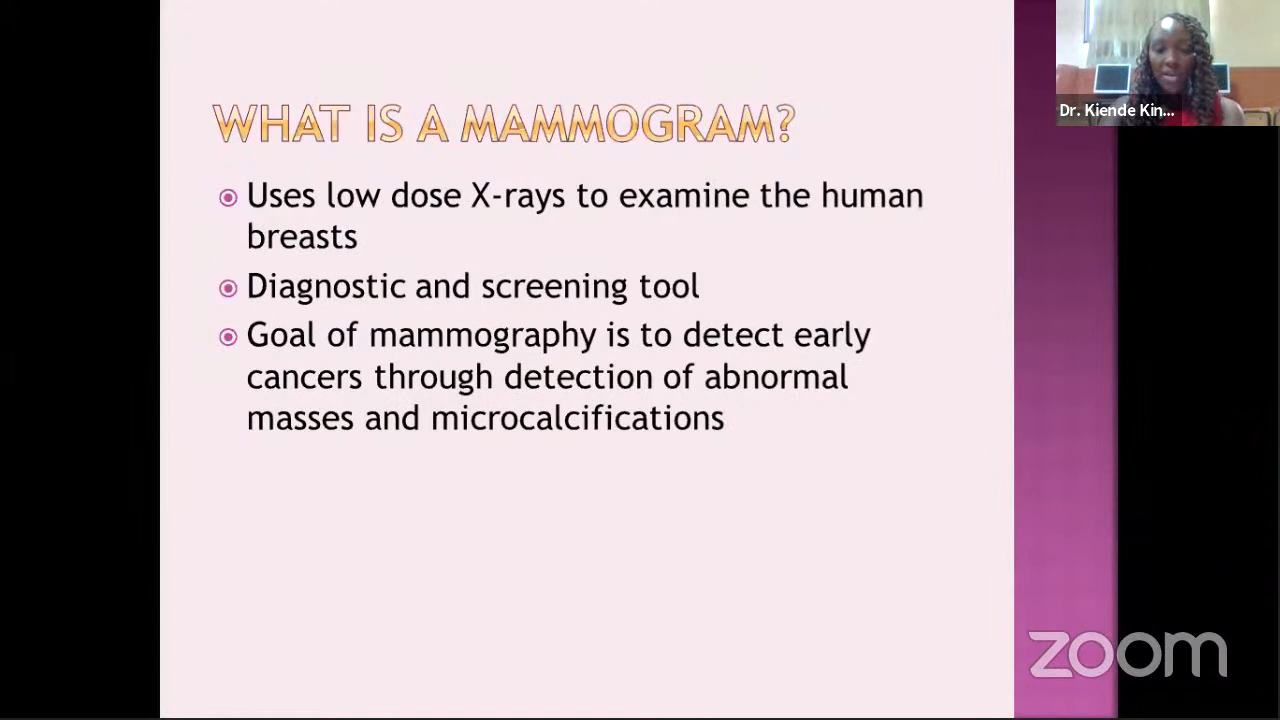 WHAT IS A MAMMOGRAM?
Uses low dose X-rays to examine the human
breasts
Diagnostic and screening tool
Goal of mammography is to detect early
cancers through detection of abnormal
masses and microcalcifications
Dr. Kiende Kin...
zoom